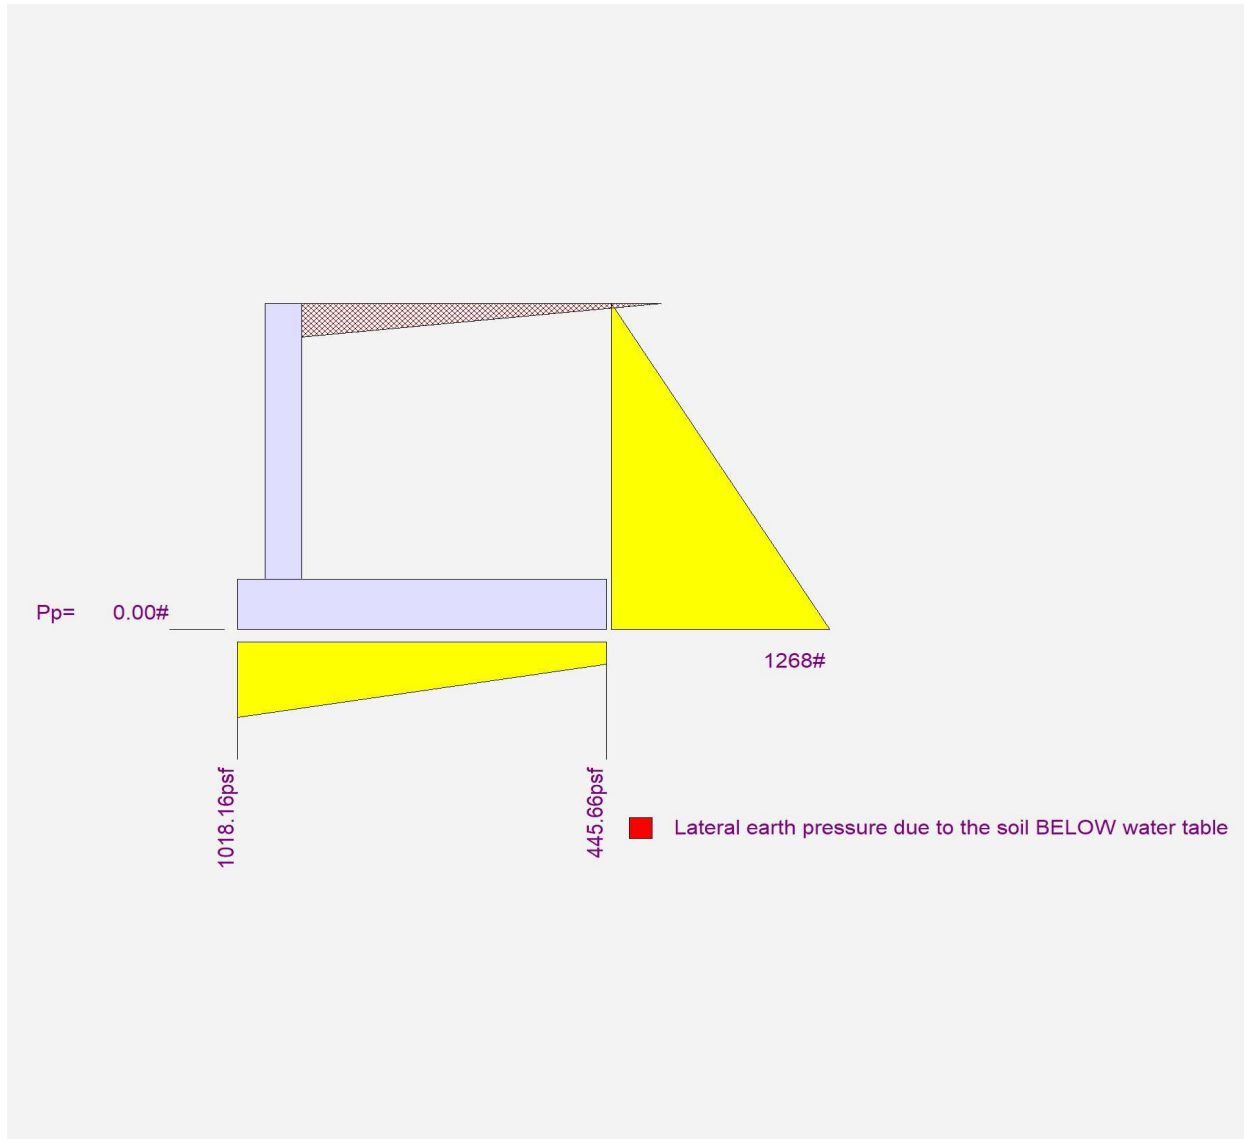 Pp= 0.00#
1268#
1018.16psf
445.66psf
Lateral earth pressure due to the soil BELOW water table